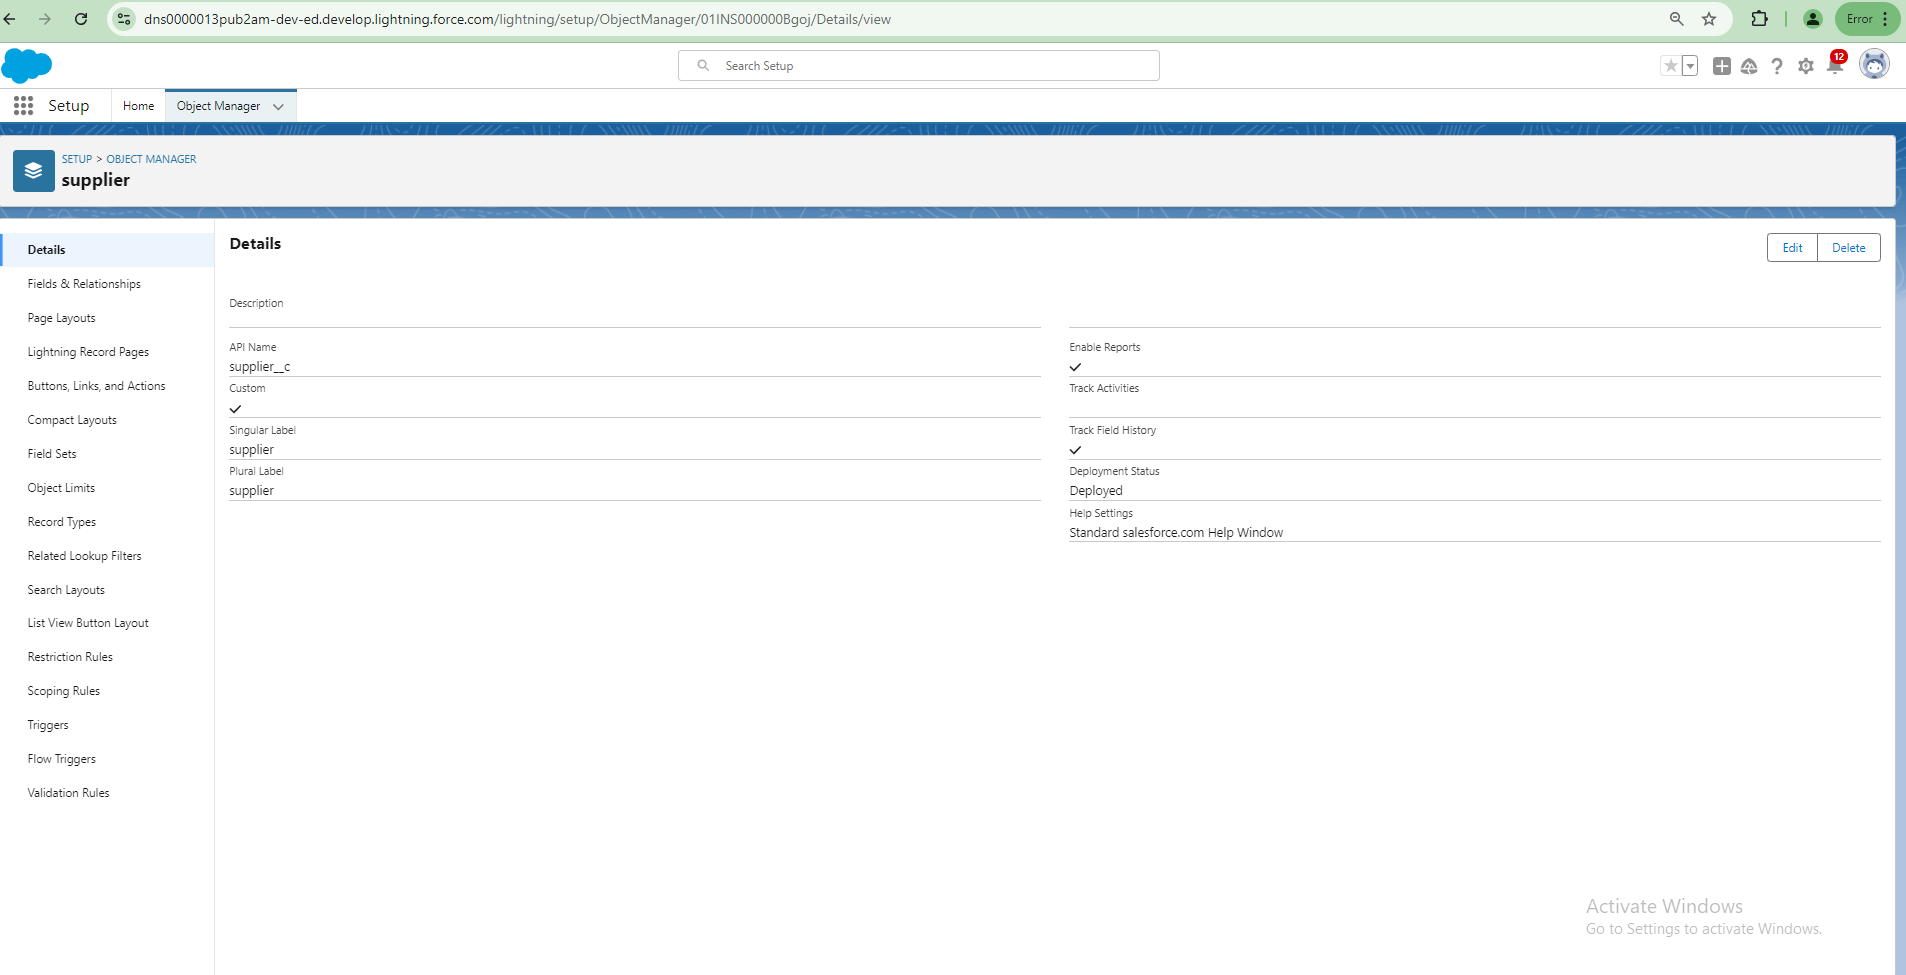 dns0000013pub2am-dev-ed.develop.lightning.force.com/lightning/setup/ObjectManager/01INS000000Bgoj/Details/view
Error
Search Setup
12
Setup
Home
Object Manager
SETUP > OBJECT MANAGER
supplier
Details
Fields & Relationships
Page Layouts
Lightning Record Pages
Buttons, Links, and Actions
Compact Layouts
Field Sets
Object Limits
Record Types
Related Lookup Filters
Search Layouts
List View Button Layout
Restriction Rules
Scoping Rules
Triggers
Flow Triggers
Validation Rules
Details
Edit
Delete
Description
API Name
supplier__c
Custom
Singular Label
supplier
Plural Label
supplier
Enable Reports
Track Activities
Track Field History
Deployment Status
Deployed
Help Settings
Standard salesforce.com Help Window
Activate Windows
Go to Settings to activate Windows.